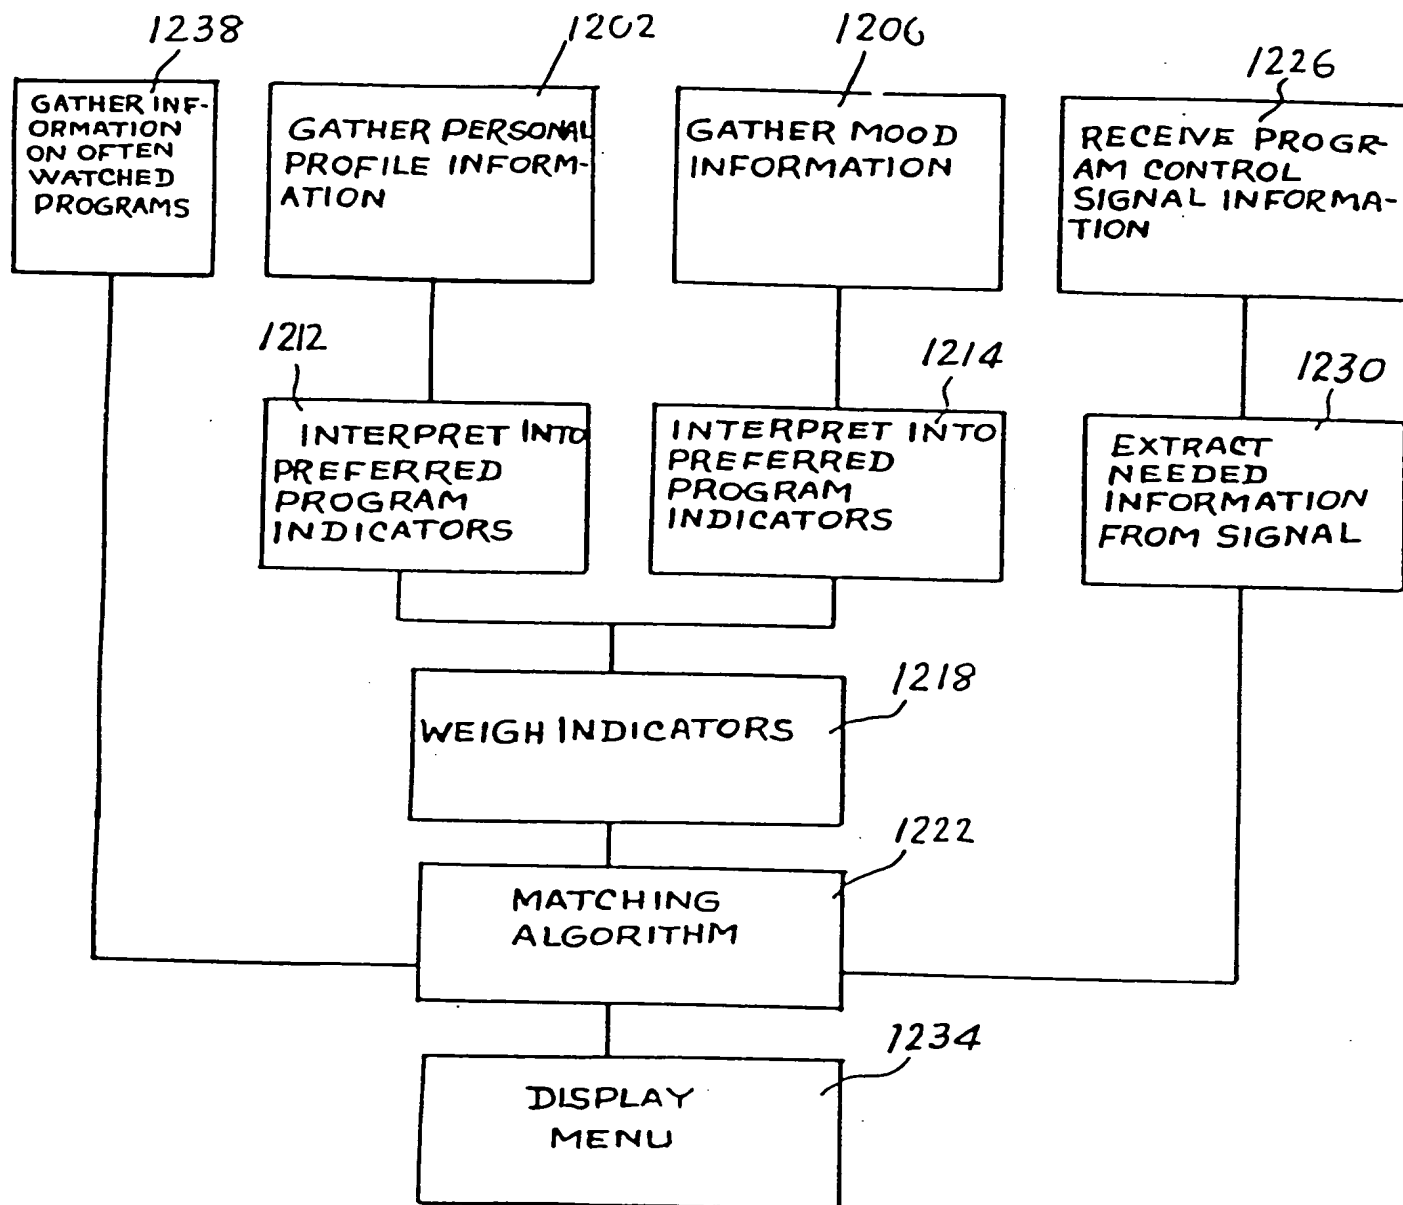 1238
GATHER INF-
ORMATION
ON OFTEN
WATCHED
PROGRAMS
1202
GATHER PERSONAL
PROFILE INFORM-
ATION
1206
GATHER MOOD
INFORMATION
1226
RECEIVE PROGR-
AM CONTROL
SIGNAL INFORMA-
TION
1212
INTERPRET INTO
PREFERRED
PROGRAM
INDICATORS
1214
INTERPRET INTO
PREFERRED
PROGRAM
INDICATORS
1230
EXTRACT
NEEDED
INFORMATION
FROM SIGNAL
1218
WEIGH INDICATORS
1222
MATCHING
ALGORITHM
1234
DISPLAY
MENU